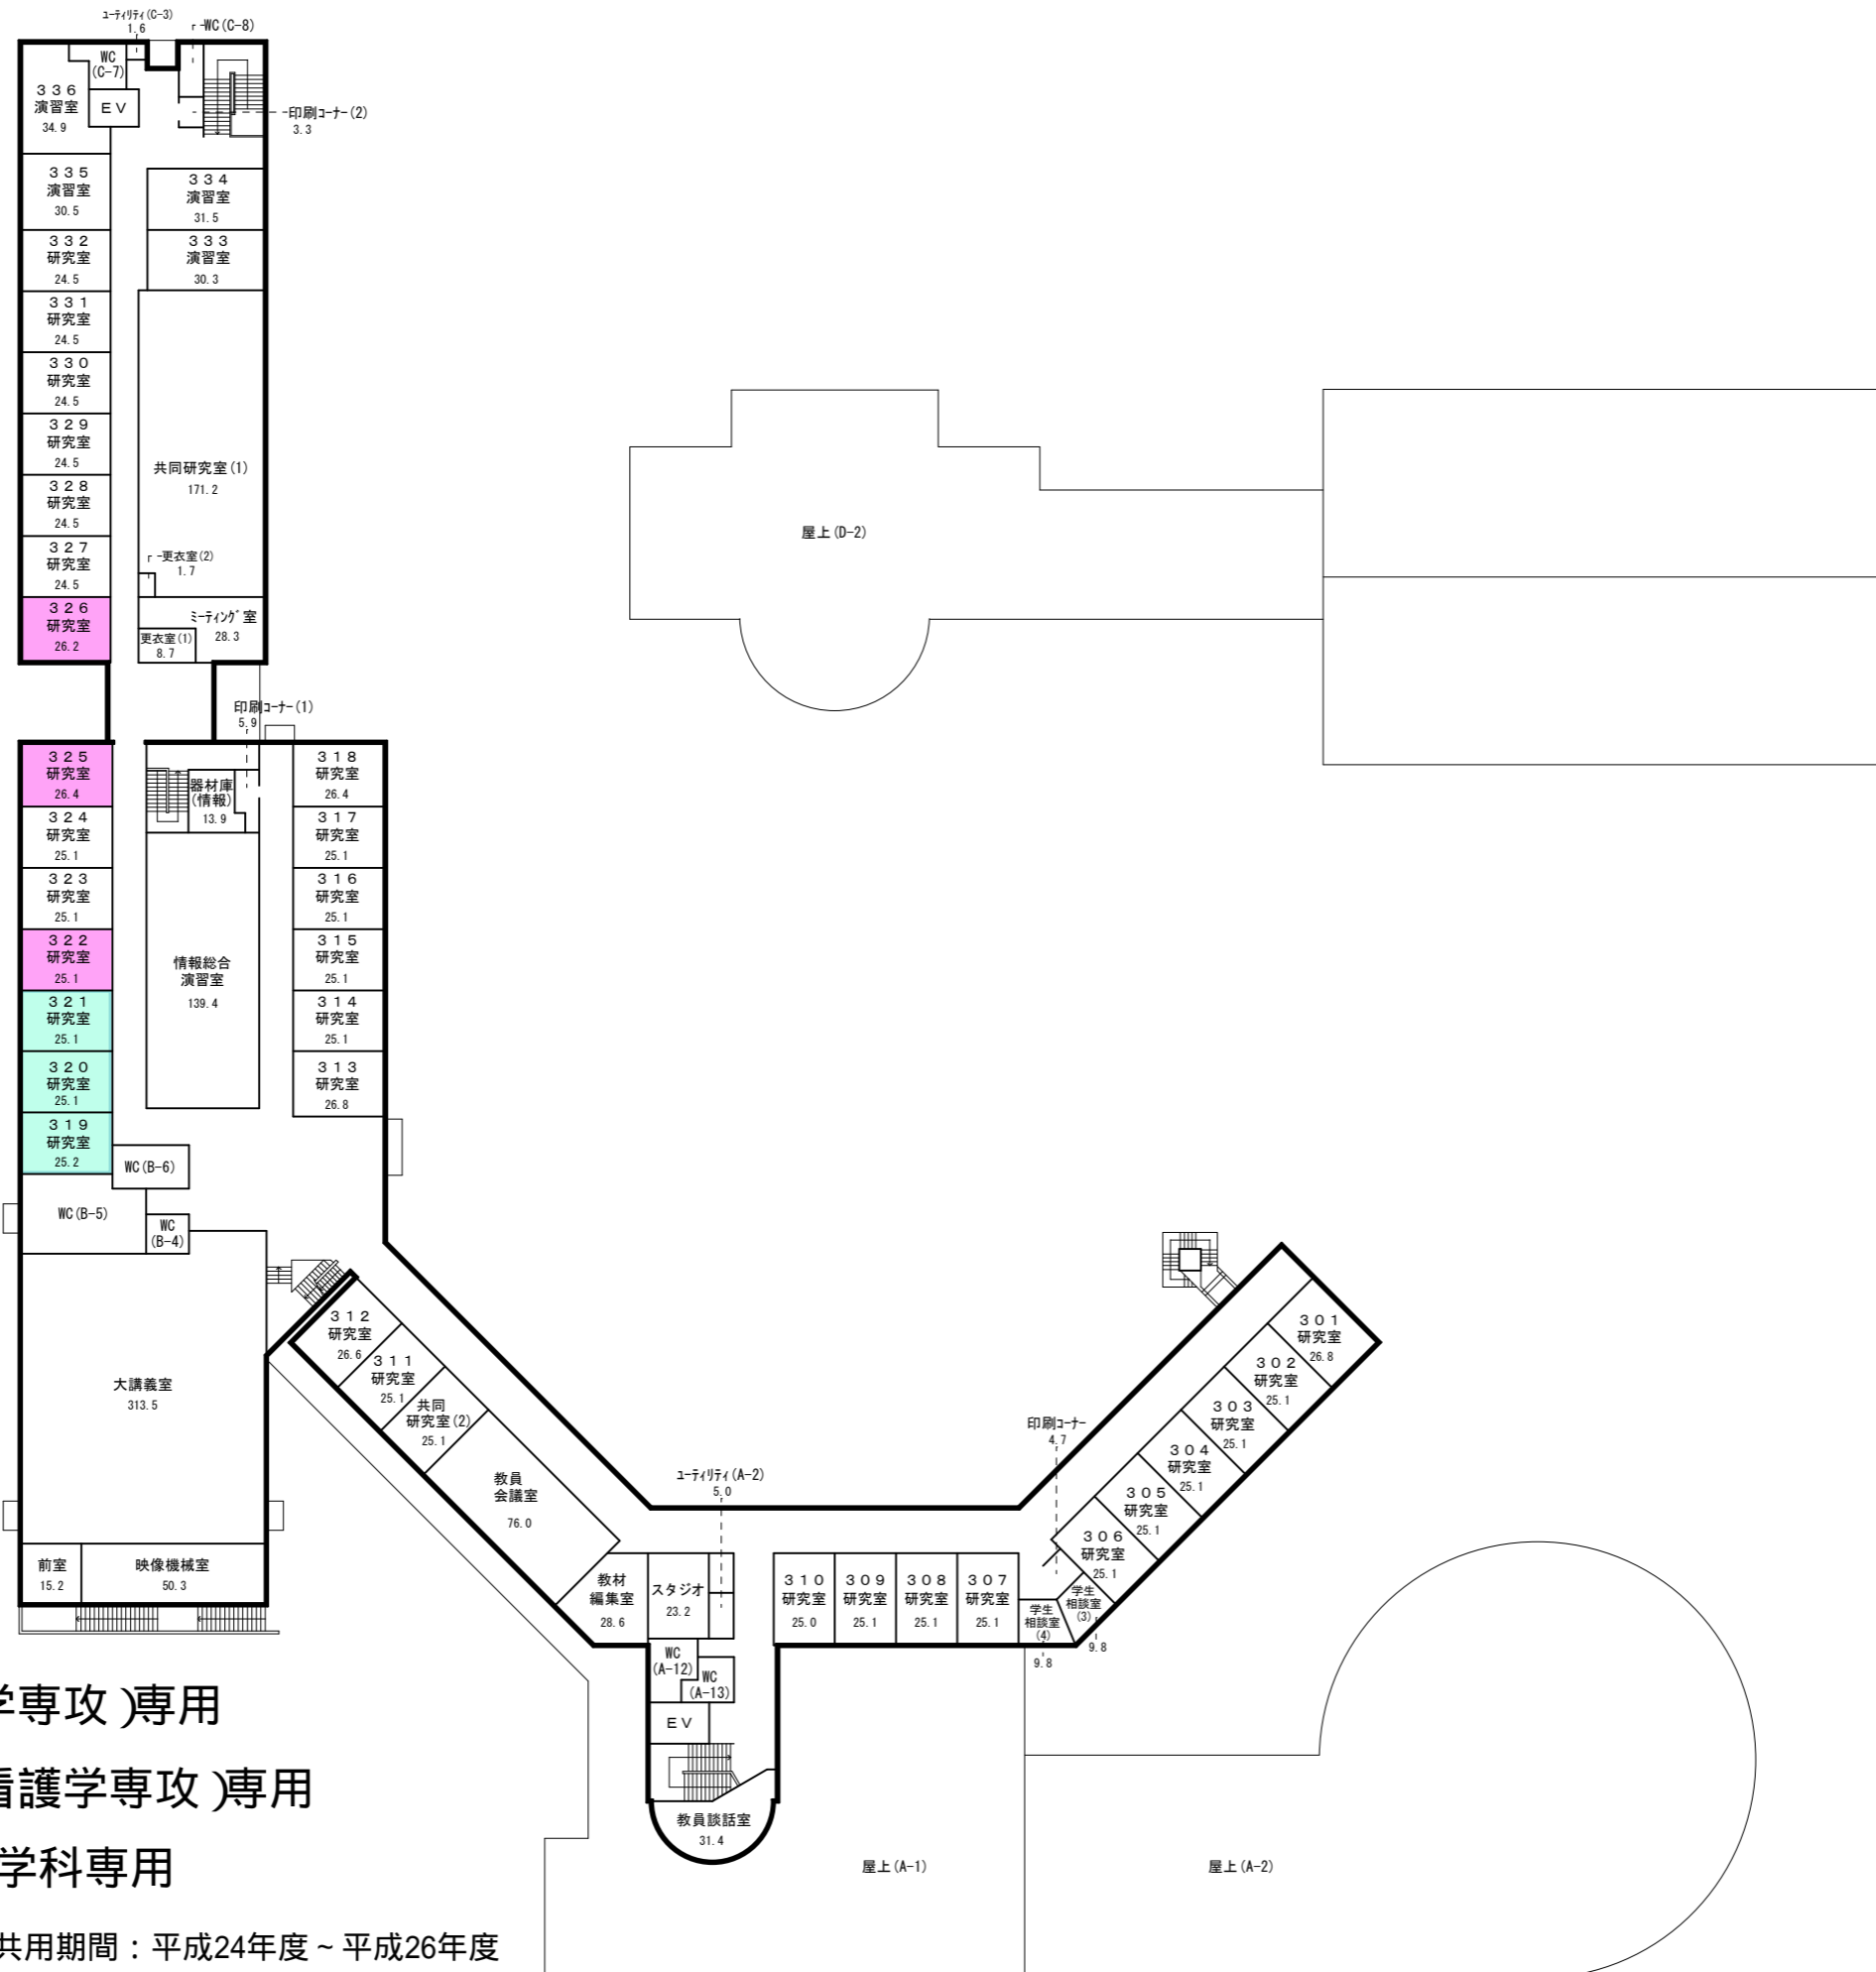 ユーティリティ(C-3)
1.6
WC(C-8)
WC
(C-7)
EV
336
演習室
34.9
印刷コーナー(2)
3.3
335
演習室
30.5
334
演習室
31.5
332
研究室
24.5
333
演習室
30.3
331
研究室
24.5
330
研究室
24.5
329
研究室
24.5
共同研究室(1)
171.2
328
研究室
24.5
327
研究室
24.5
更衣室(2)
1.7
326
研究室
26.2
ミーティング室
28.3
更衣室(1)
8.7
屋上(D-2)
印刷コーナー(1)
5.9
325
研究室
26.4
器材庫
(情報)
13.9
318
研究室
26.4
324
研究室
25.1
317
研究室
25.1
323
研究室
25.1
316
研究室
25.1
322
研究室
25.1
情報総合
演習室
139.4
315
研究室
25.1
321
研究室
25.1
314
研究室
25.1
320
研究室
25.1
313
研究室
26.8
319
研究室
25.2
WC(B-6)
WC(B-5)
WC
(B-4)
大講義室
313.5
前室
15.2
映像機械室
50.3
312
研究室
26.6
311
研究室
25.1
共同
研究室(2)
25.1
教員
会議室
76.0
教材
編集室
28.6
スタジオ
23.2
ユーティリティ(A-2)
5.0
WC
(A-12)
WC
(A-13)
EV
教員談話室
31.4
310
研究室
25.0
309
研究室
25.1
308
研究室
25.1
307
研究室
25.1
学生
相談室
(4)
9.8
学生
相談室
(3)
9.8
印刷コーナー
4.7
306
研究室
25.1
305
研究室
25.1
304
研究室
25.1
303
研究室
25.1
302
研究室
25.1
301
研究室
26.8
屋上(A-1)
屋上(A-2)
学専攻)専用
看護学専攻)専用
学科専用
共用期間：平成24年度～平成26年度